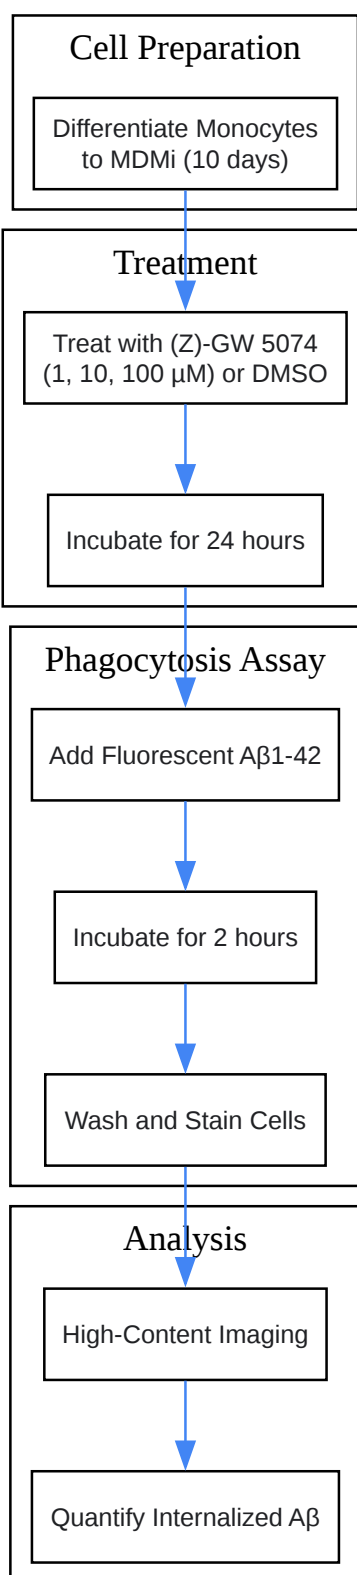 Cell Preparation
Differentiate Monocytes
to MDMi (10 days)
Treatment
Treat with (Z)-GW 5074
(1, 10, 100 µM) or DMSO
Incubate for 24 hours
Phagocytosis Assay
Add Fluorescent Aβ1-42
Incubate for 2 hours
Wash and Stain Cells
Analysis
High-Content Imaging
Quantify Internalized Aβ